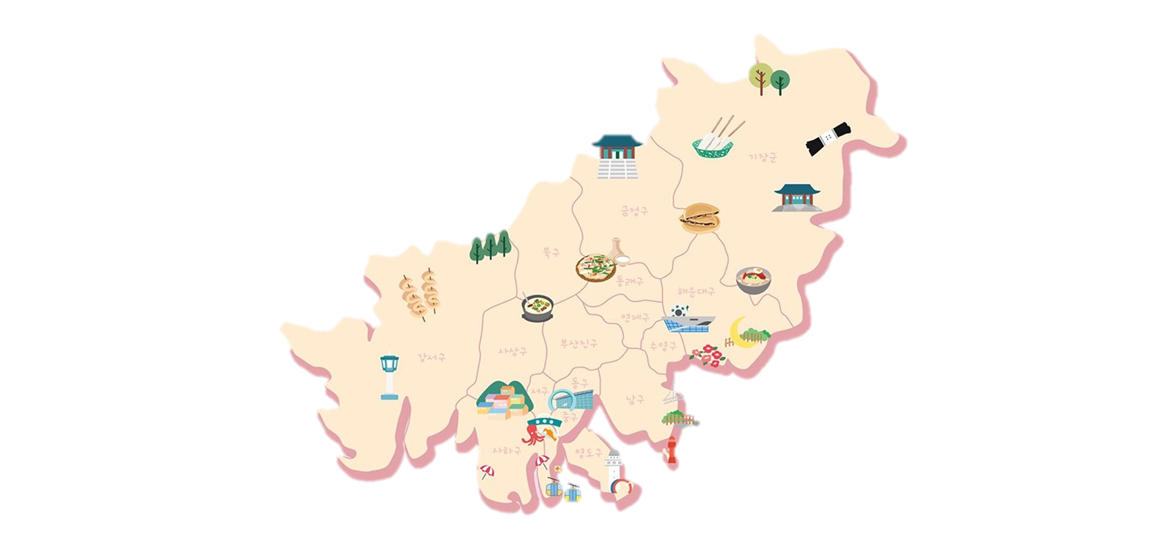 기장군
금정구
북구
동래구
해운대구
연제구
수영구
부산진구
사상구
강서구
동구
서구
남구
중구
사하구
영도구